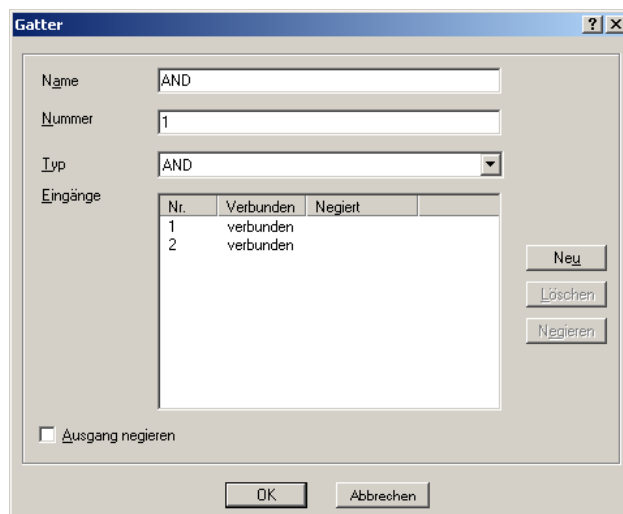 Gatter
Name AND
Nummer 1
Typ AND
Eingänge
Nr. Verbunden Negiert
1 verbunden
2 verbunden
Neu
Löschen
Negieren
Ausgang negieren
OK Abbrechen